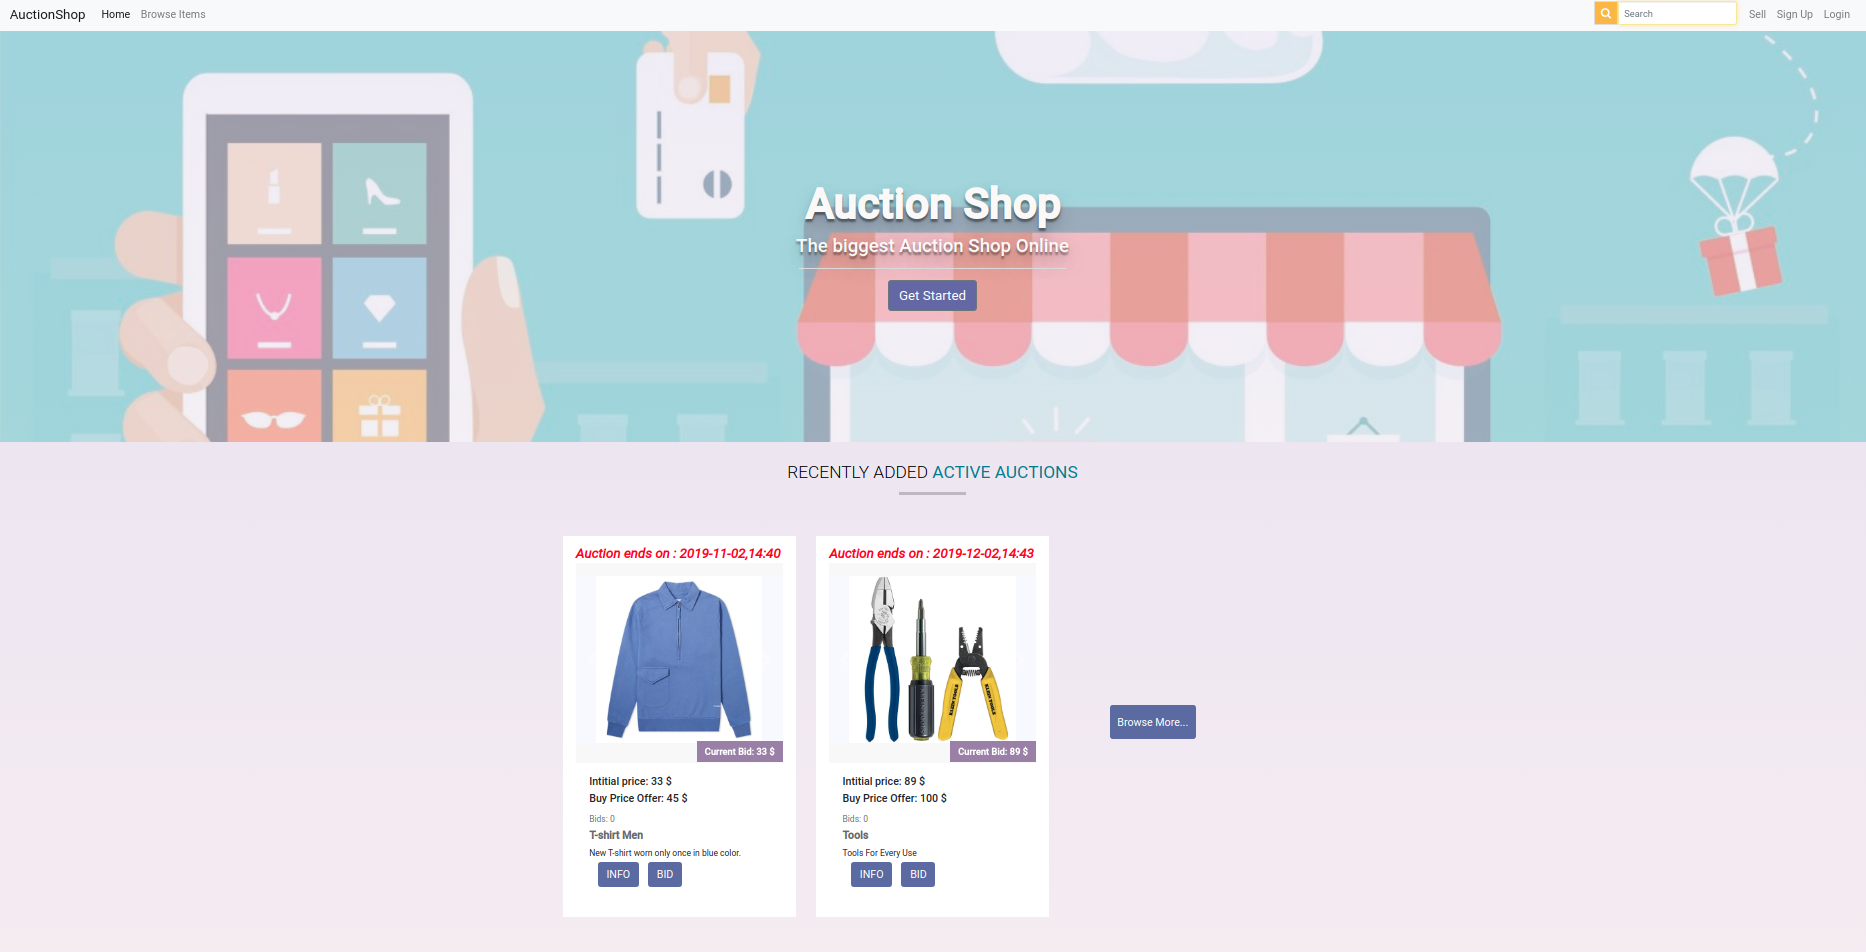 AuctionShop Home Browse Items Search Sell Sign Up Login
Auction Shop
The biggest Auction Shop Online
Get Started
RECENTLY ADDED ACTIVE AUCTIONS
Auction ends on : 2019-11-02,14:40
Current Bid: 33 $
Intitial price: 33 $
Buy Price Offer: 45 $
Bids: 0
T-shirt Men
New T-shirt worn only once in blue color.
INFO BID
Auction ends on : 2019-12-02,14:43
KLEIN TOOLS
KLEIN TOOLS
Current Bid: 89 $
Intitial price: 89 $
Buy Price Offer: 100 $
Bids: 0
Tools
Tools For Every Use
INFO BID
Browse More...